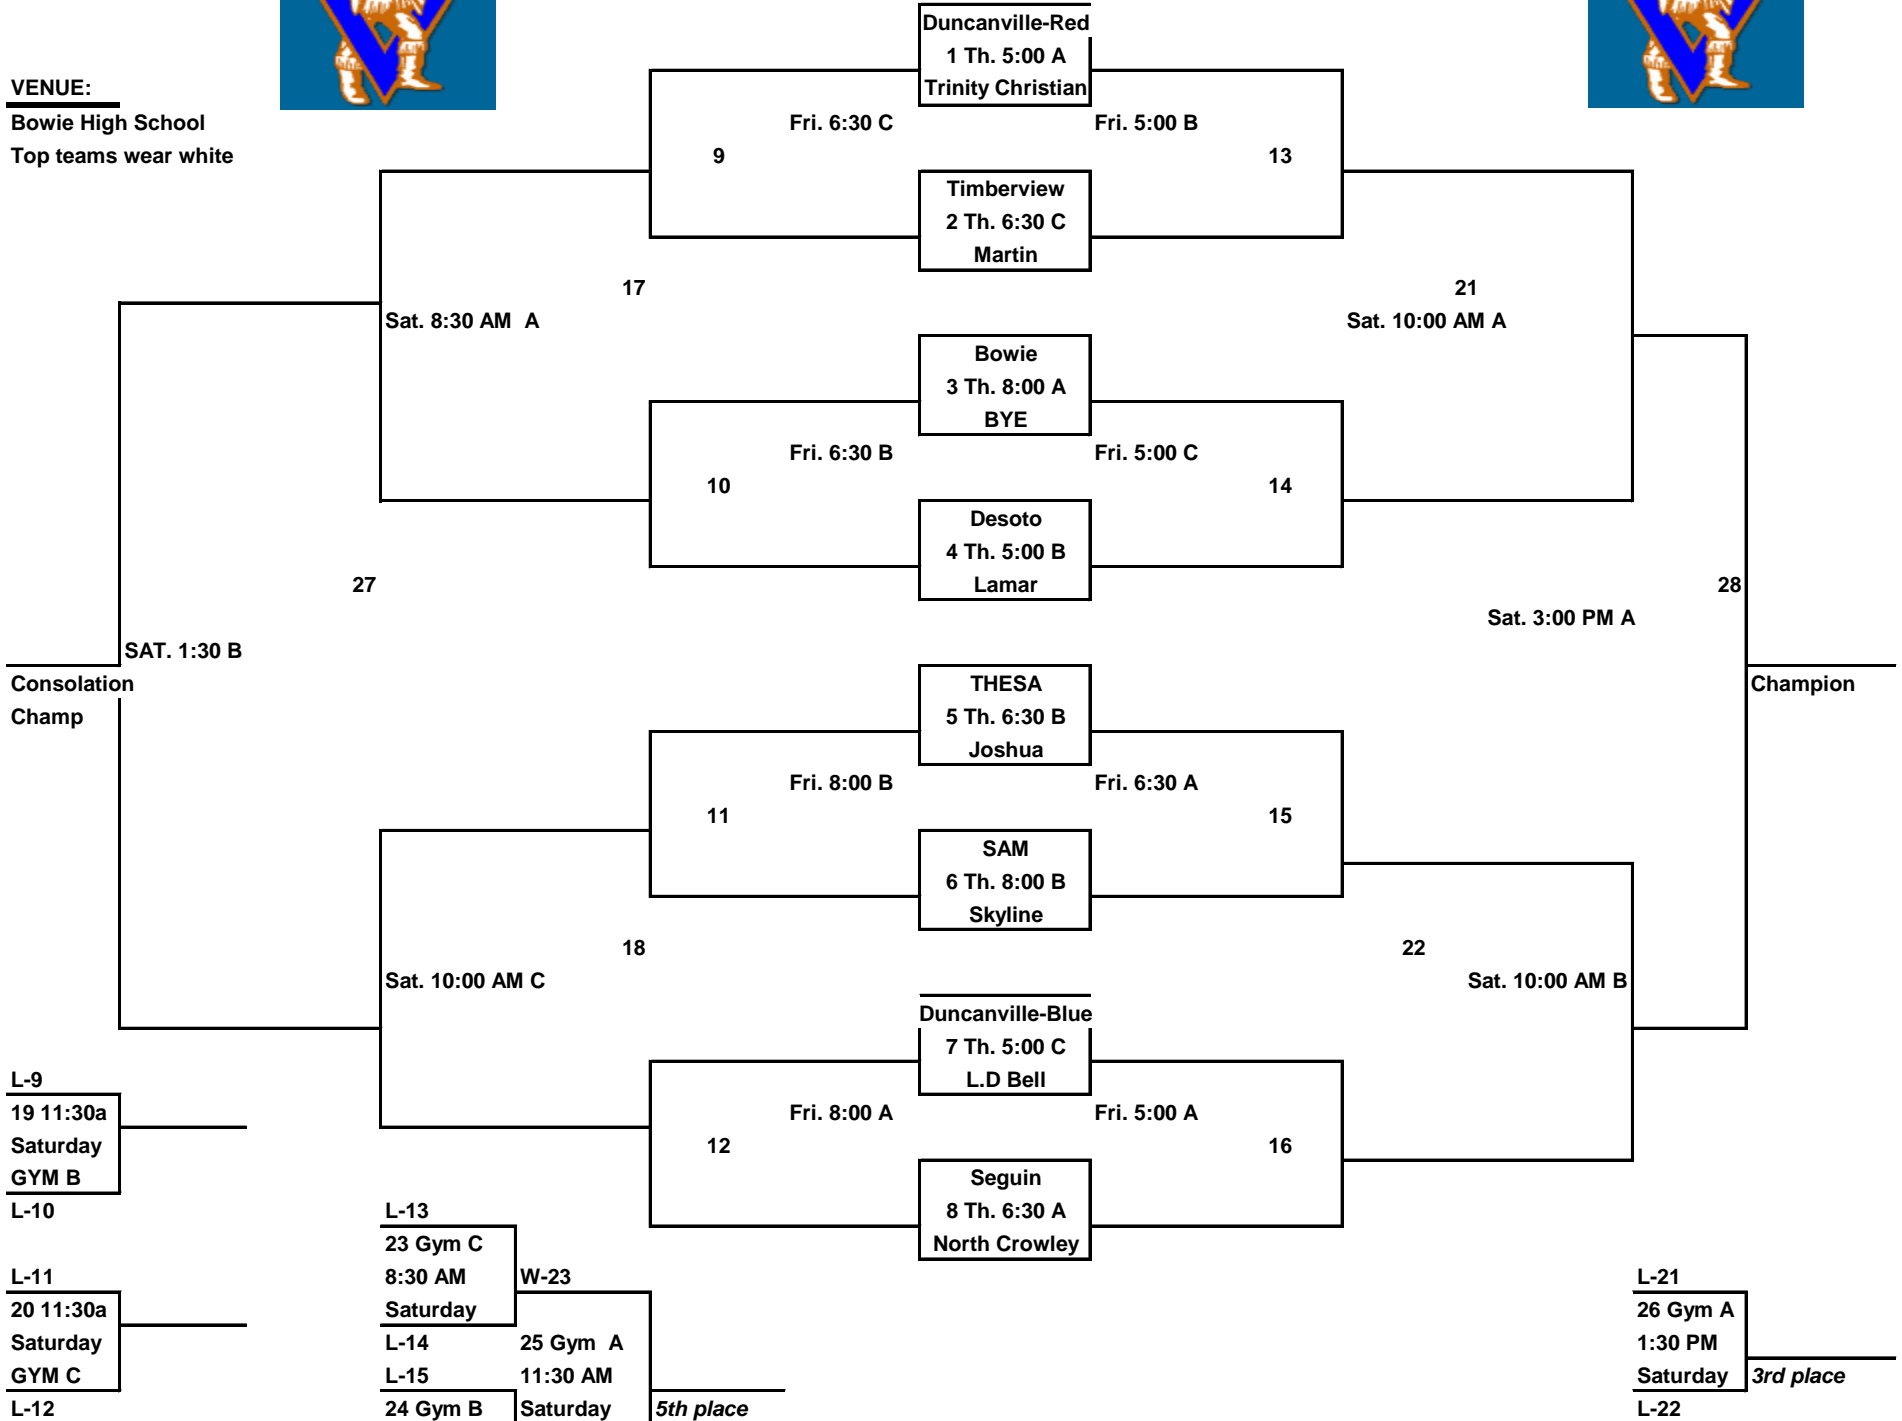 Duncanville-Red
1 Th. 5:00 A
VENUE:
Trinity Christian
Bowie High School
Fri. 6:30 C
Fri. 5:00 B
Top teams wear white
9
13
Timberview
2 Th. 6:30 C
Martin
17
21
Sat. 8:30 AM  A
Sat. 10:00 AM A
Bowie
3 Th. 8:00 A
BYE
Fri. 6:30 B
Fri. 5:00 C
10
14
Desoto
4 Th. 5:00 B
27
Lamar
28
Sat. 3:00 PM A
SAT. 1:30 B
Consolation
Champ
THESA
Champion
5 Th. 6:30 B
Joshua
Fri. 8:00 B
Fri. 6:30 A
11
15
SAM
6 Th. 8:00 B
Skyline
18
22
Sat. 10:00 AM C
Sat. 10:00 AM B
Duncanville-Blue
7 Th. 5:00 C
L.D Bell
Fri. 8:00 A
Fri. 5:00 A
12
16
Seguin
8 Th. 6:30 A
North Crowley
L-9
19 11:30a
Saturday
GYM B
L-10
L-11
20 11:30a
Saturday
GYM C
L-12
L-13
23 Gym C
8:30 AM
Saturday
L-14
L-15
24 Gym B
W-23
25 Gym  A
11:30 AM
Saturday
5th place
L-21
26 Gym A
1:30 PM
Saturday
3rd place
L-22